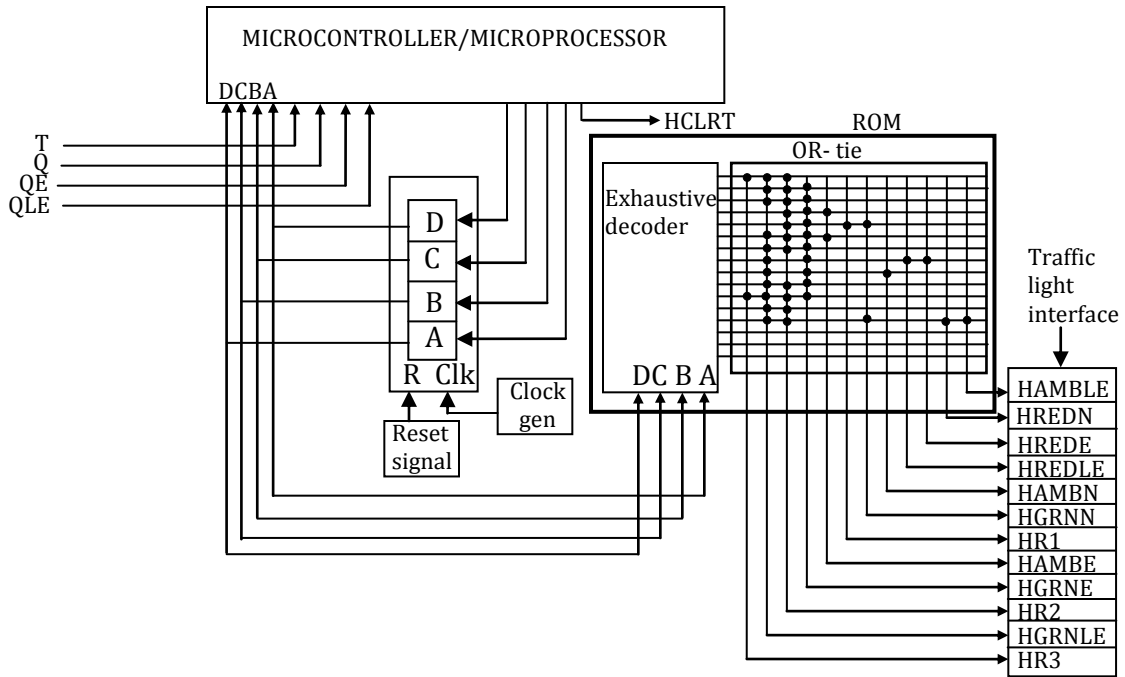 MICROCONTROLLER/MICROPROCESSOR
DCBA
HCLRT
ROM
T
Q
QE
QLE
OR- tie
Exhaustive
decoder
D
C
B
A
R Clk
Clock
gen
Reset
signal
DC B A
Traffic
light
interface
HAMBLE
HREDN
HREDE
HREDLE
HAMBN
HGRNN
HR1
HAMBE
HGRNE
HR2
HGRNLE
HR3